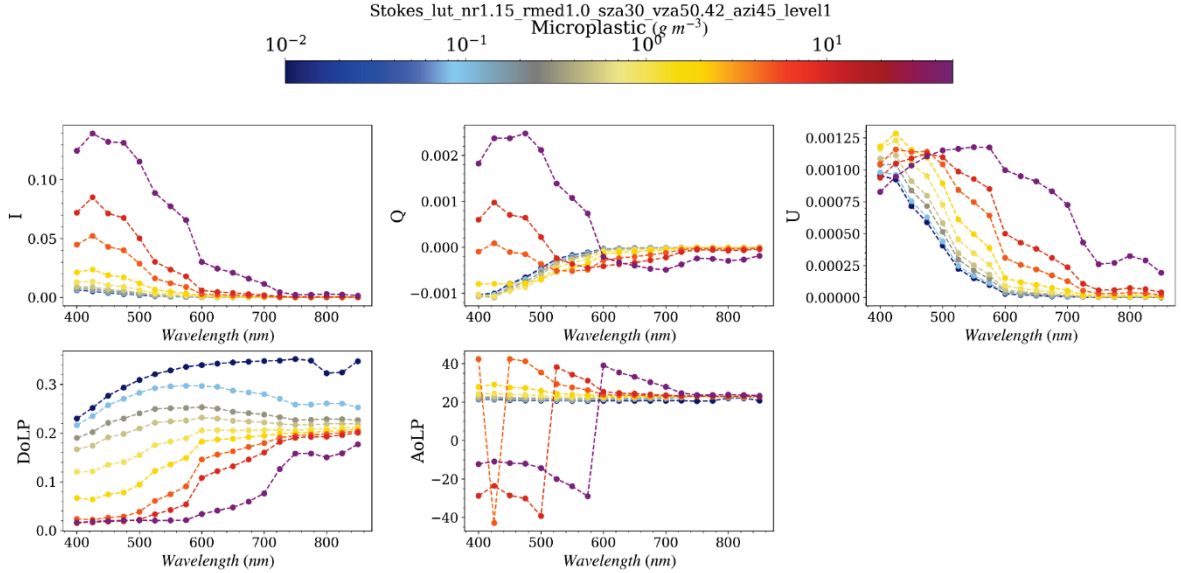 Stokes_lut_nr1.15_rmed1.0_sza30_vza50.42_azi45_level1
Microplastic (g m⁻³)
10⁻² 10⁻¹ 10⁰ 10¹
I
0.10
0.05
0.00
400 500 600 700 800
Wavelength (nm)
Q
0.002
0.001
0.000
−0.001
400 500 600 700 800
Wavelength (nm)
U
0.00125
0.00100
0.00075
0.00050
0.00025
0.00000
400 500 600 700 800
Wavelength (nm)
DoLP
0.3
0.2
0.1
0.0
400 500 600 700 800
Wavelength (nm)
AoLP
40
20
0
−20
−40
400 500 600 700 800
Wavelength (nm)